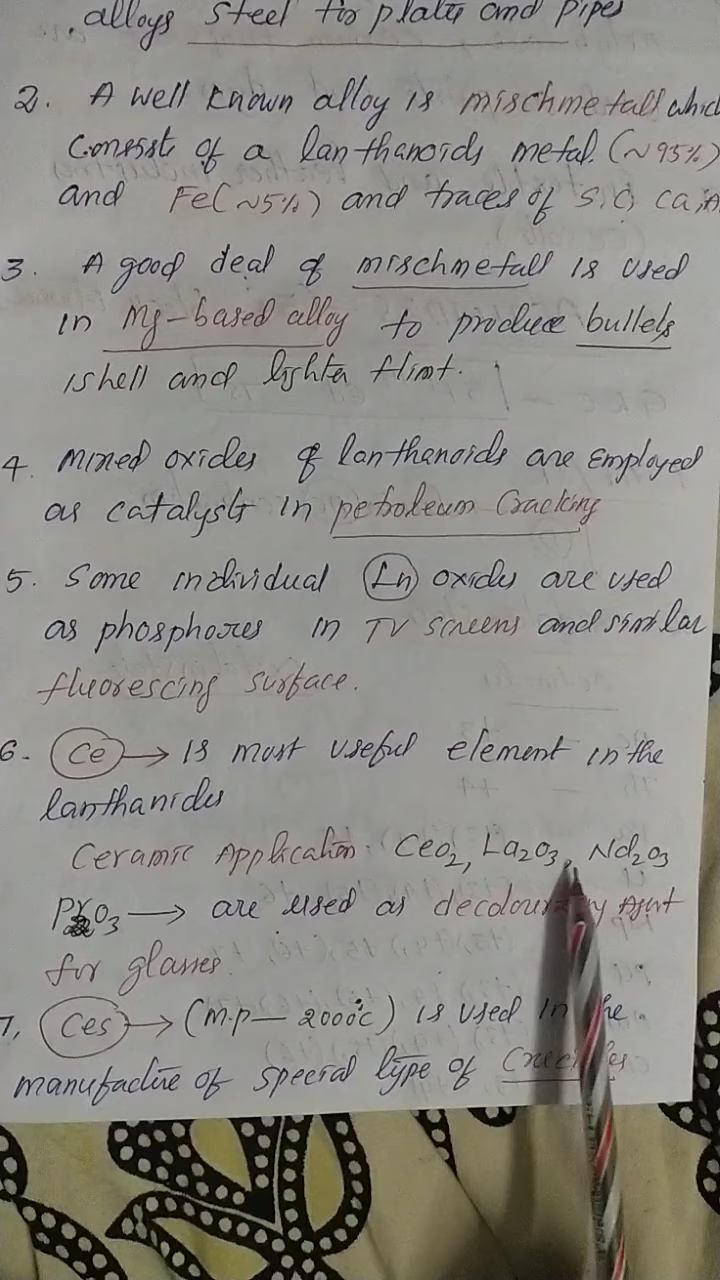 alloys steel for plates and pipes
2. A well known alloy is mischmetall which
consist of a lanthanoids metal (~95%)
and Fe(~5%) and traces of S, C, Ca,
3. A good deal of mischmetall is used
in Mg-based alloy to produce bullets
shell and lighter flint.
4. mixed oxides of lanthanoids are Employed
as catalysts in petroleum Cracking
5. Some individual Ln oxides are used
as phosphores in TV screens and similar
fluorescing surface.
6. Ce → is most useful element in the
lanthanides
Ceramic Application. CeO2, La2O3, Nd2O3
Pr2O3 → are used as Agent
for glasses.
7, CeS → (m.p — 2000°C) is used in the
manufacture of special type of